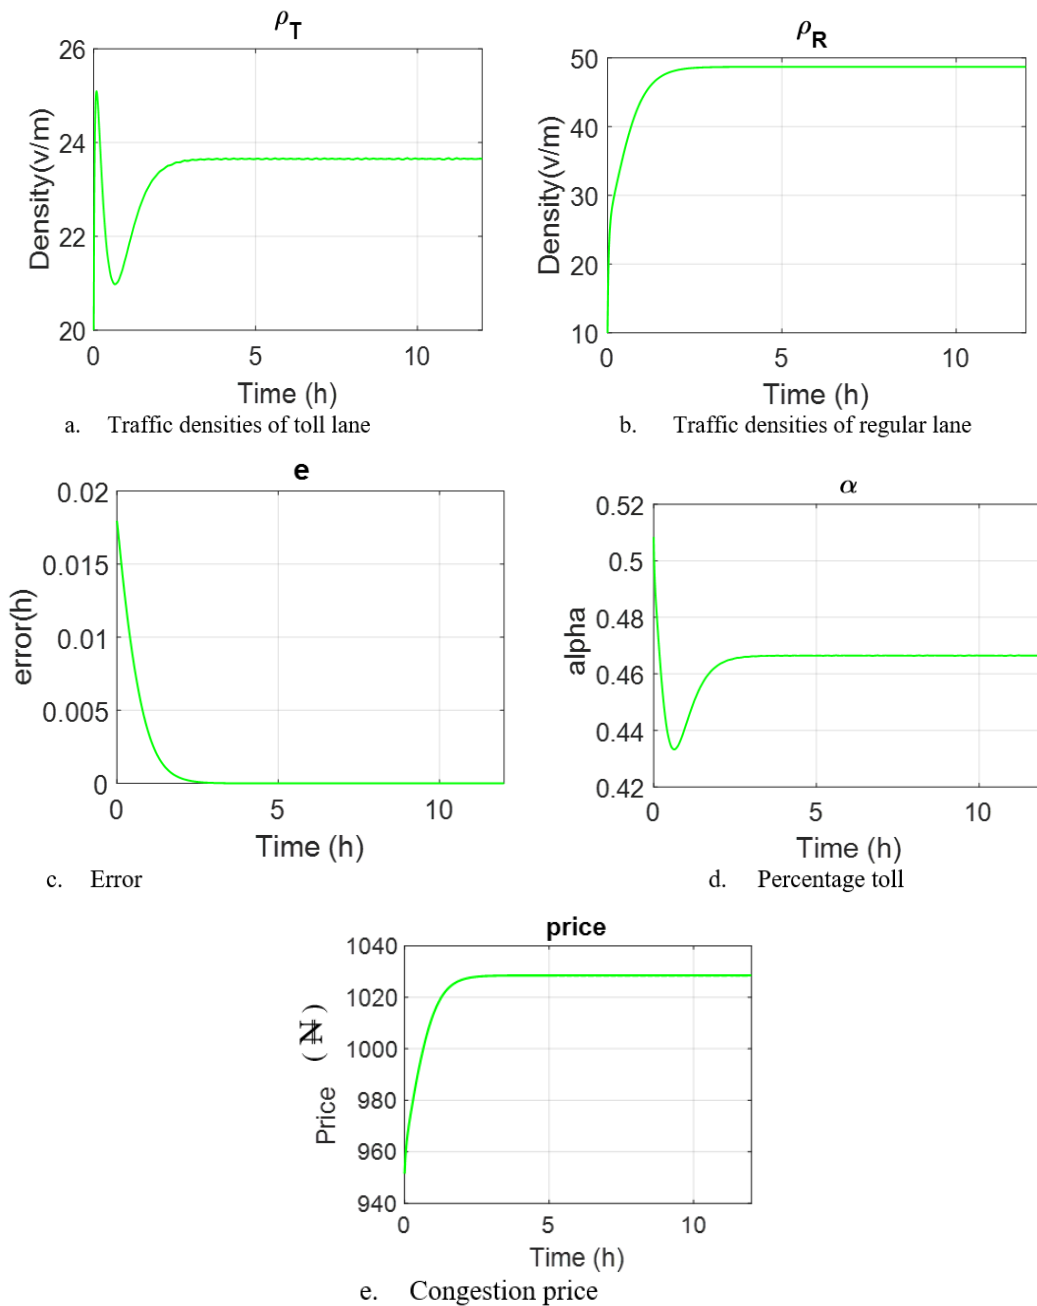 ρT
Density(v/m)
26
24
22
20
0
5
10
Time (h)
a. Traffic densities of toll lane
ρR
Density(v/m)
50
40
30
20
10
0
5
10
Time (h)
b. Traffic densities of regular lane
e
error(h)
0.02
0.015
0.01
0.005
0
0
5
10
Time (h)
c. Error
α
alpha
0.52
0.5
0.48
0.46
0.44
0.42
0
5
10
Time (h)
d. Percentage toll
price
Price (₦)
1040
1020
1000
980
960
940
0
5
10
Time (h)
e. Congestion price